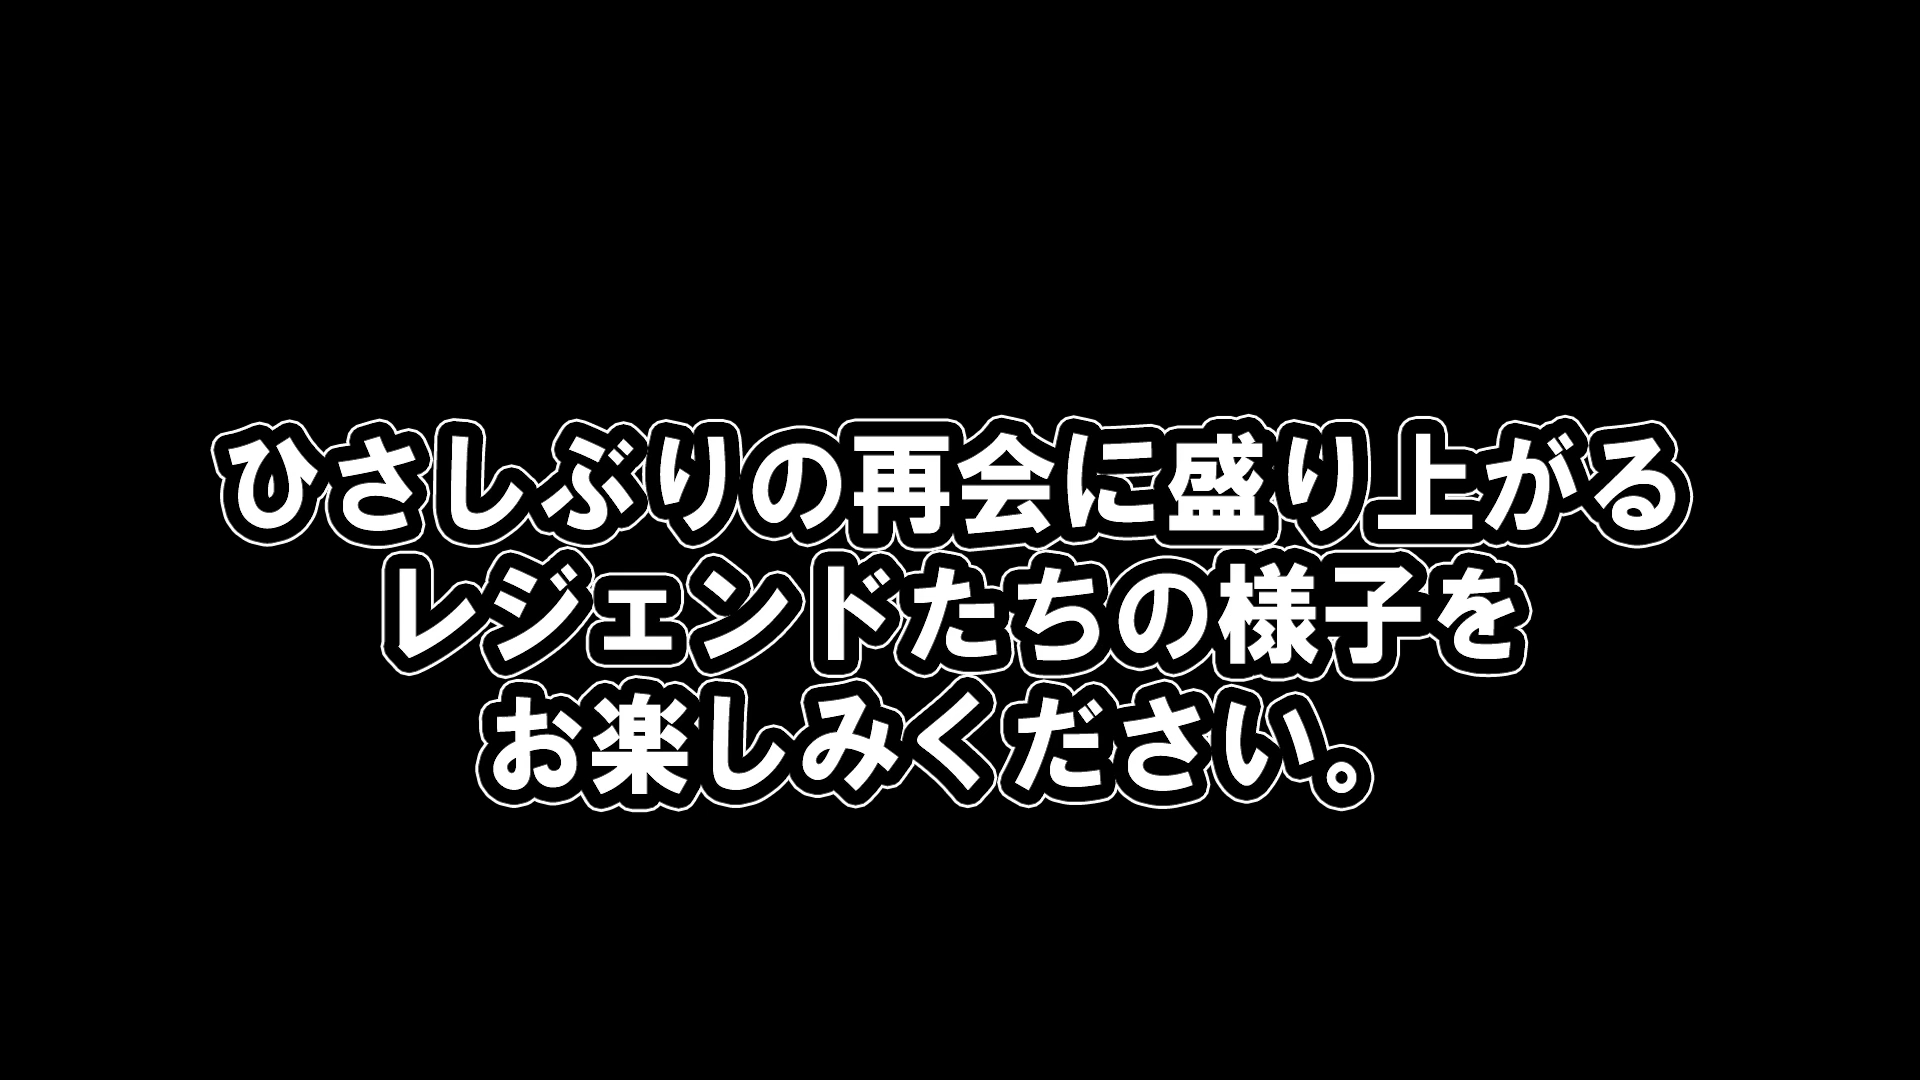 ひさしぶりの再会に盛り上がる
レジェンドたちの様子を
お楽しみください。